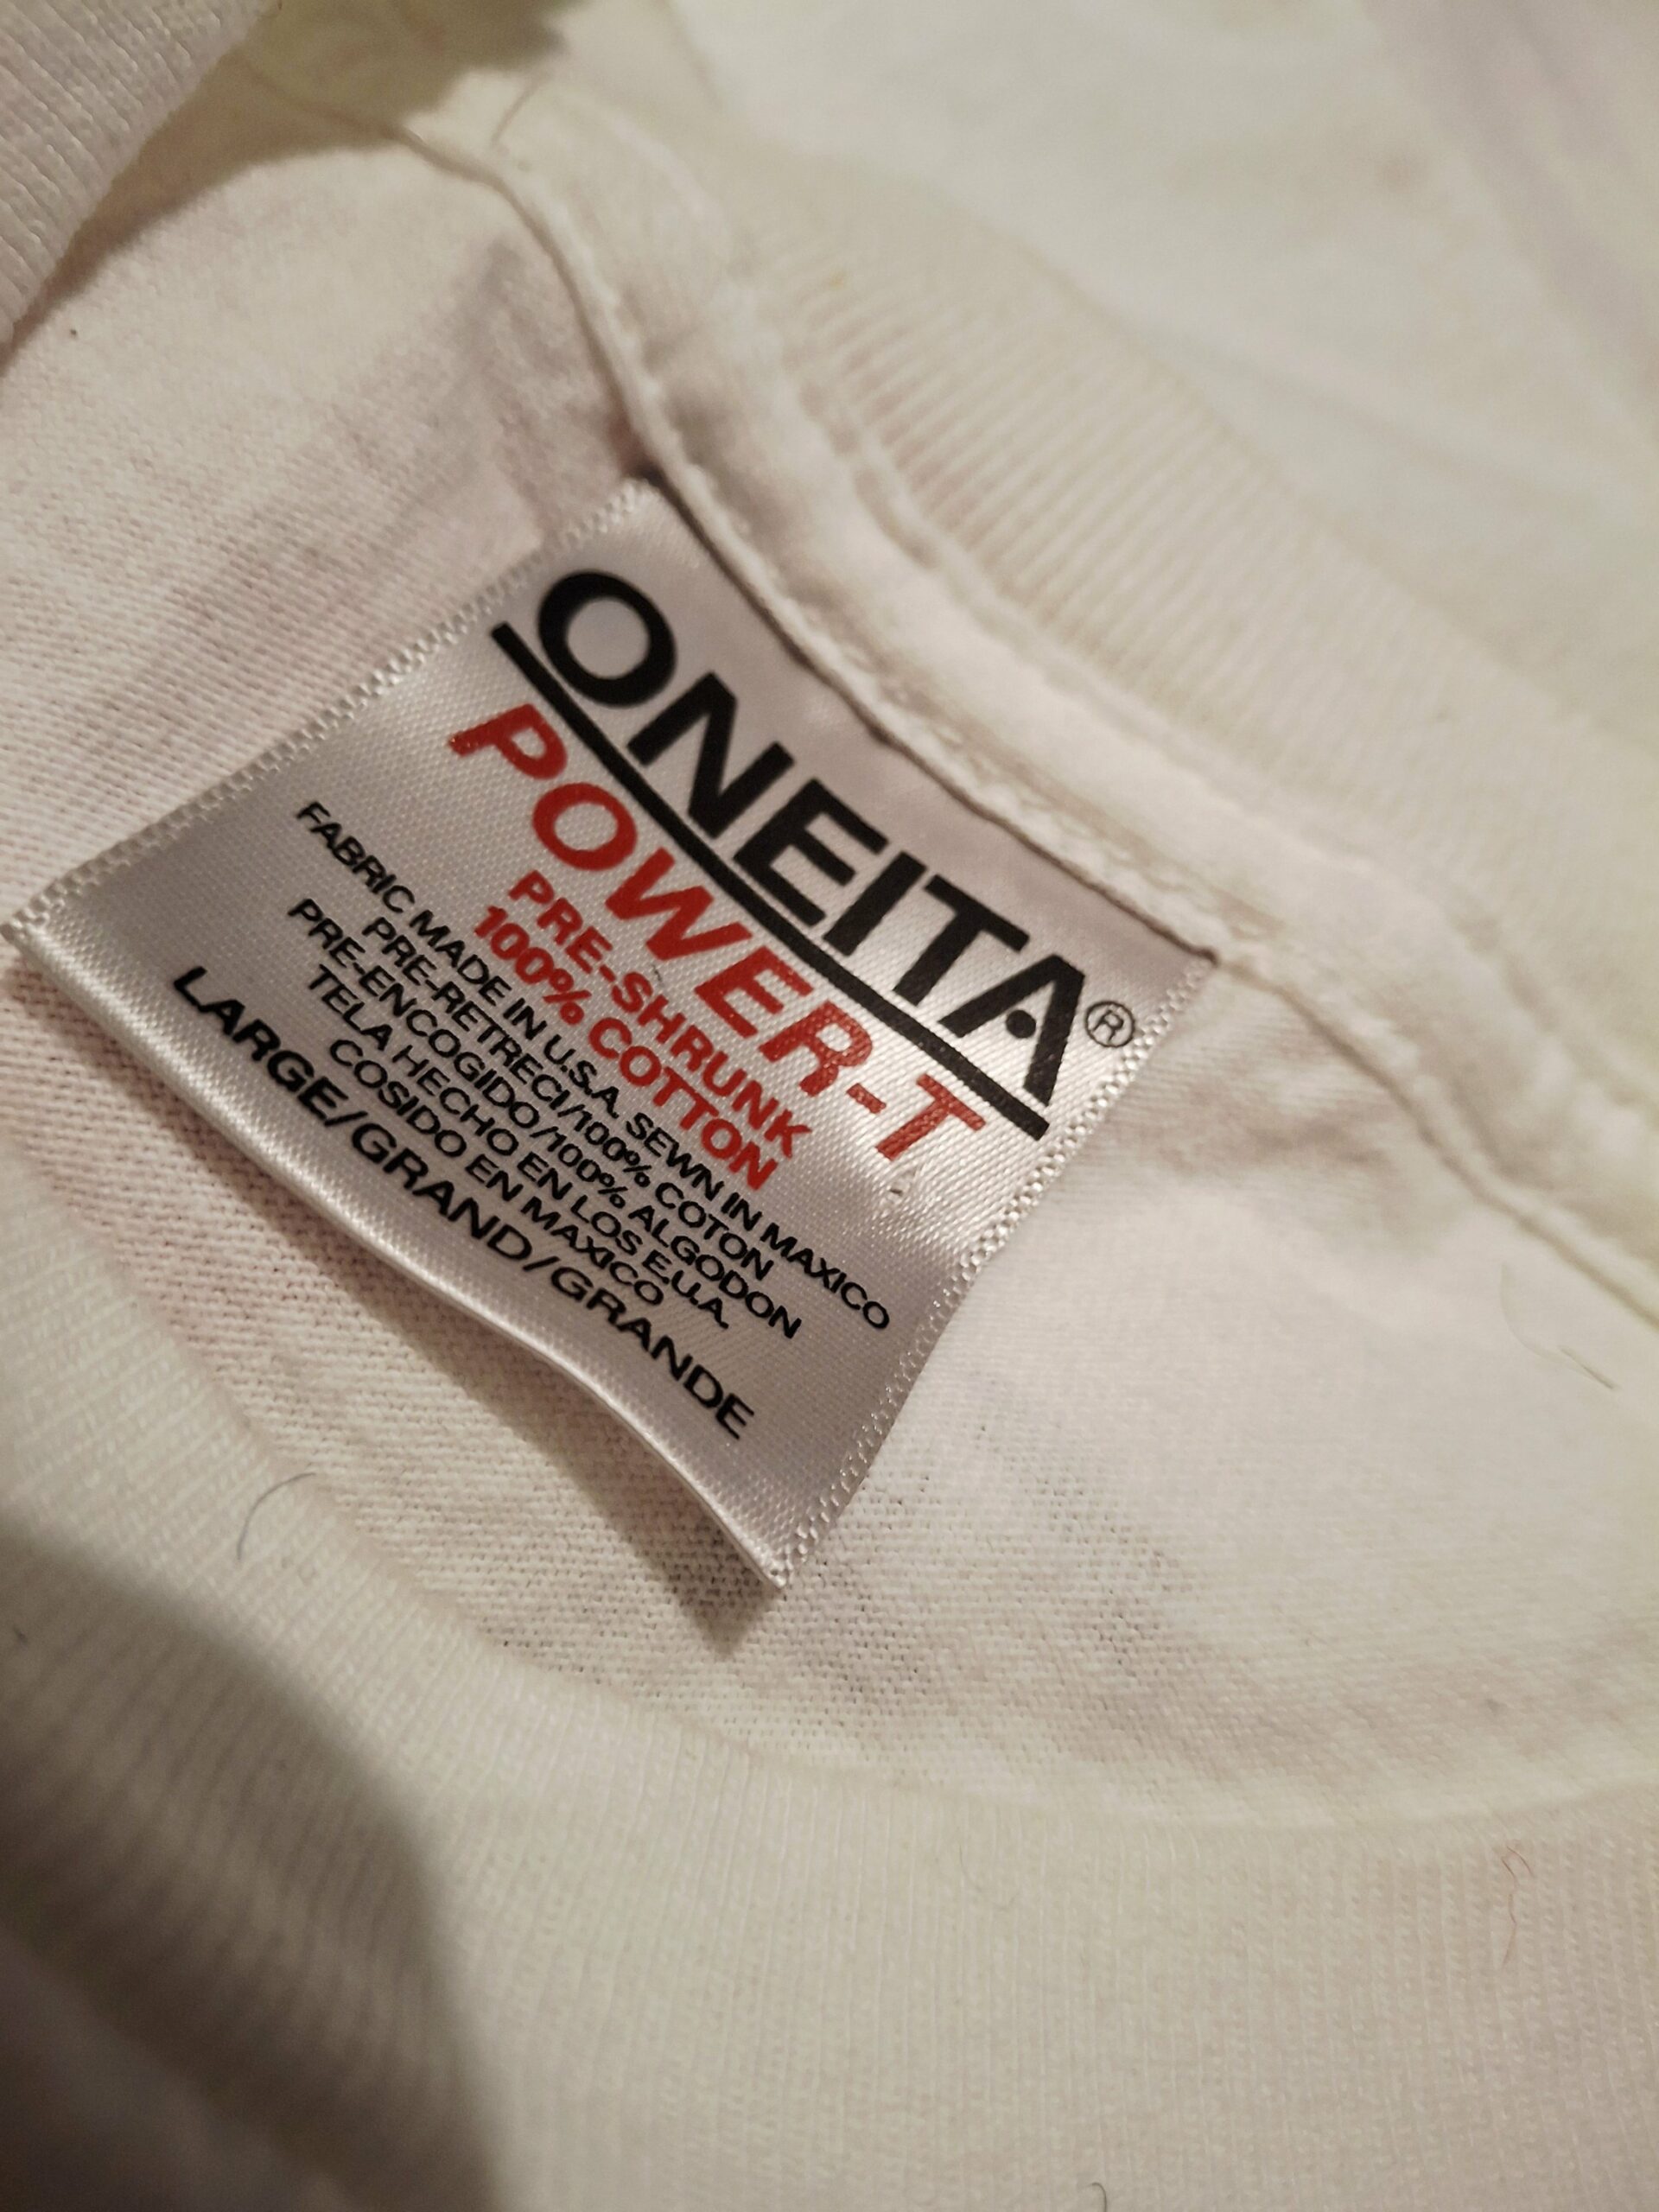 ONEITA®
POWER-T
PRE-SHRUNK
100% COTTON
FABRIC MADE IN U.S.A. SEWN IN MAXICO
PRE-RETRECI/100% COTON
PRE-ENCOGIDO/100% ALGODON
TELA HECHO EN LOS E.U.A.
COSIDO EN MAXICO
LARGE/GRAND/GRANDE